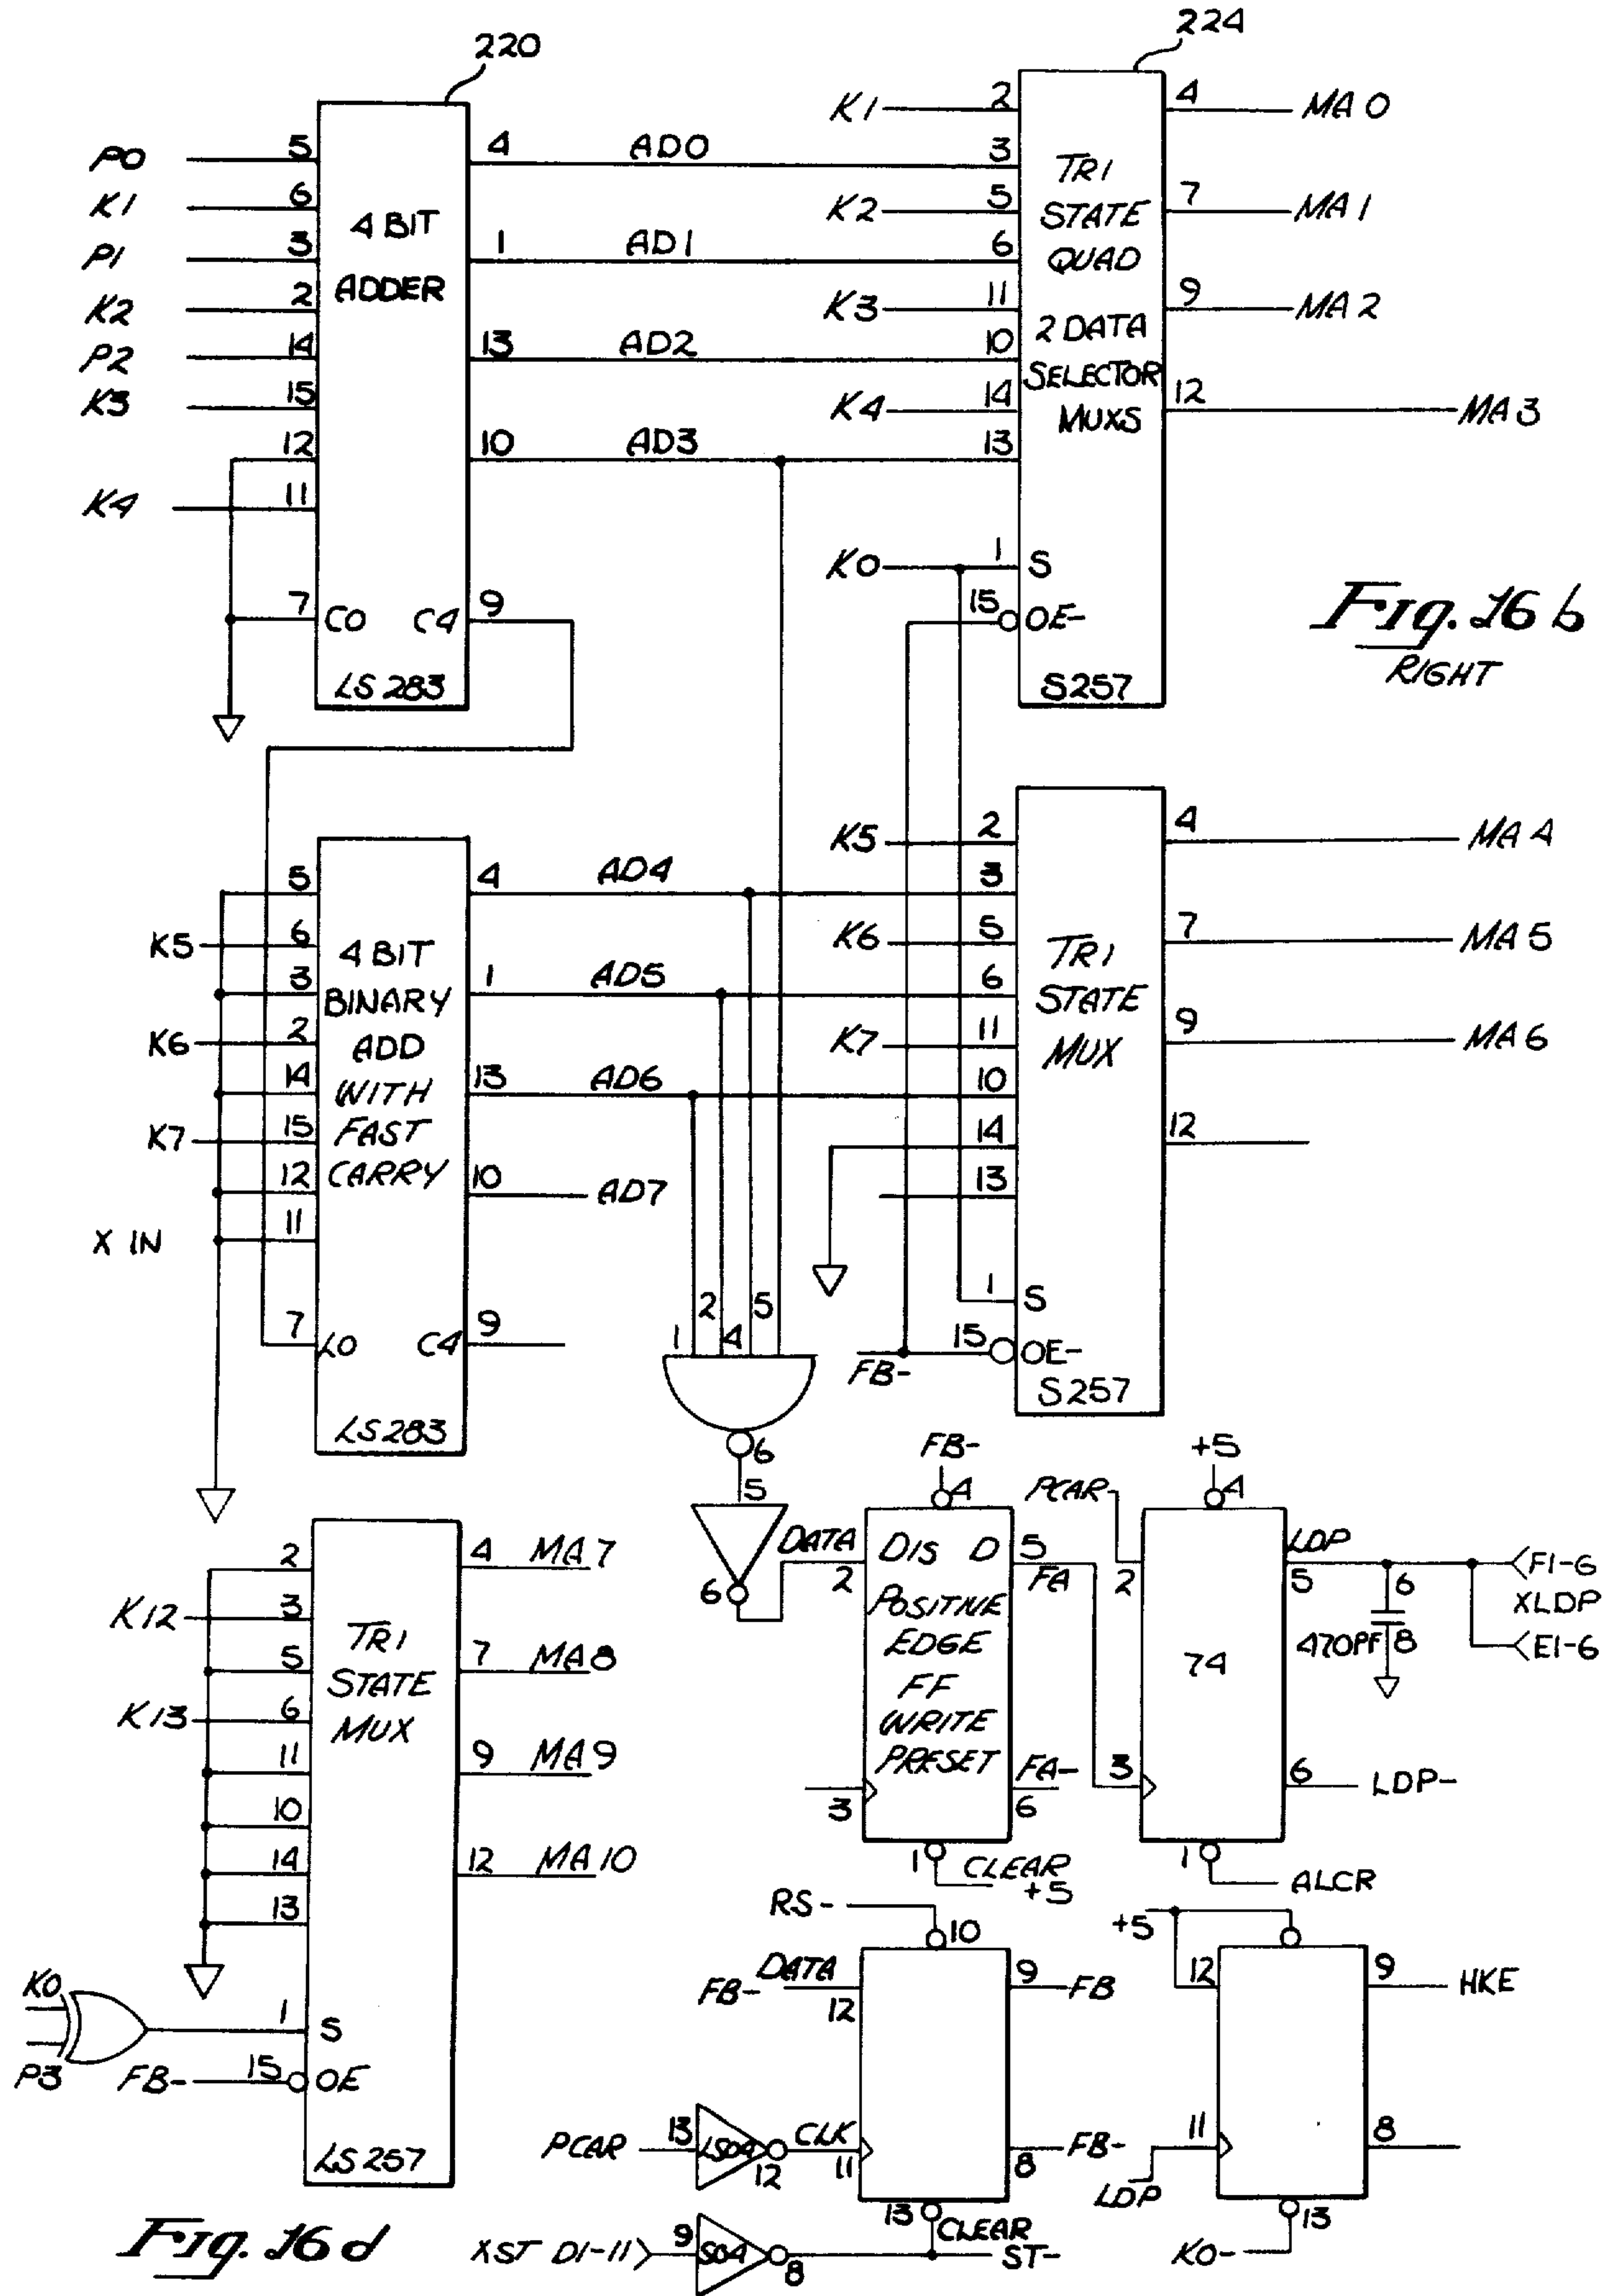 220
224
P0 5
K1 6
P1 3
K2 2
P2 14
K3 15
12
K4 11
7 C0 C4 9
4 BIT
ADDER
LS 283
4 AD0
1 AD1
13 AD2
10 AD3
K1 2
3
K2 5
6
K3 11
10
K4 14
13
K0 1 S
15 OE-
TRI
STATE
QUAD
2 DATA
SELECTOR
MUXS
S257
4 MA 0
7 MA 1
9 MA 2
12 MA 3
Fig. 16 b
RIGHT
5
K5 6
3
K6 2
14
K7 15
12
X IN 11
7 LO C4 9
4 BIT
BINARY
ADD
WITH
FAST
CARRY
LS 283
4 AD4
1 AD5
13 AD6
10 AD7
K5 2
3
K6 5
6
K7 11
10
14
13
1 S
FB- 15 OE-
TRI
STATE
MUX
S257
4 MA 4
7 MA 5
9 MA 6
12
1 2 4 5
6
5
6
2
K12 3
5
K13 6
11
10
14
13
K0
P3
1 S
FB- 15 OE
TRI
STATE
MUX
LS 257
4 MA 7
7 MA 8
9 MA 9
12 MA 10
FB-
4
DATA
2
DIS D
POSITIVE
EDGE
FF
WRITE
PRESET
5
FA
3
FA-
6
1 CLEAR
+5
+5
4
PCAR-
2
74
3
LDP
5
6
470PF 8
F1-6
XLDP
E1-6
6 LDP-
1
ALCR
RS-
10
DATA
FB-
12
9 FB
PCAR 13 LS04 12 CLK 11
8 FB-
13 CLEAR
XST D1-11 9 S04 8 ST-
+5
12
9 HKE
11
LDP
8
13
K0-
Fig. 16 d